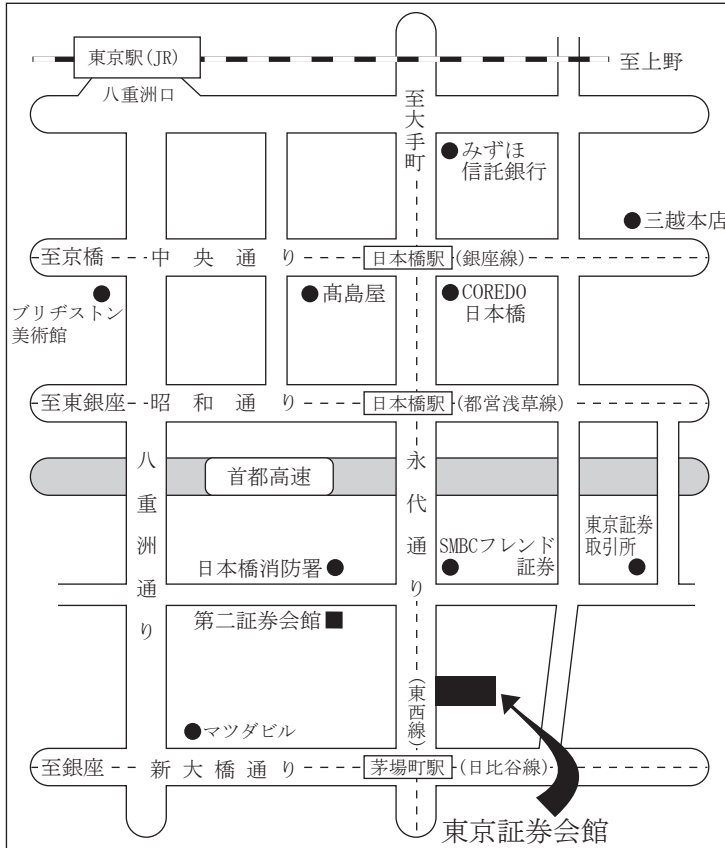 東京駅(JR)
至上野
八重洲口
至大手町
みずほ
信託銀行
三越本店
至京橋 中央通り 日本橋駅(銀座線)
ブリヂストン
美術館
髙島屋
COREDO
日本橋
至東銀座 昭和通り 日本橋駅(都営浅草線)
八重洲通り
首都高速
永代通り
SMBCフレンド
証券
東京証券
取引所
日本橋消防署
第二証券会館
(東西線)
マツダビル
至銀座 新大橋通り 茅場町駅(日比谷線)
東京証券会館